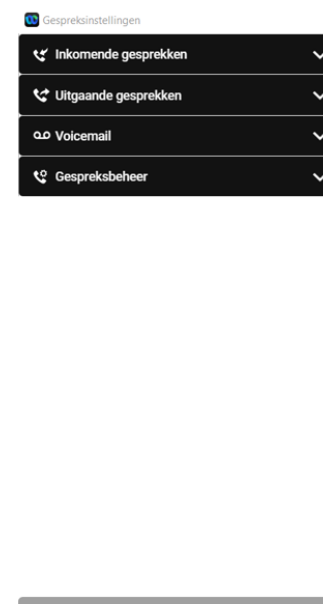 Gespreksinstellingen
Inkomende gesprekken
Uitgaande gesprekken
Voicemail
Gespreksbeheer